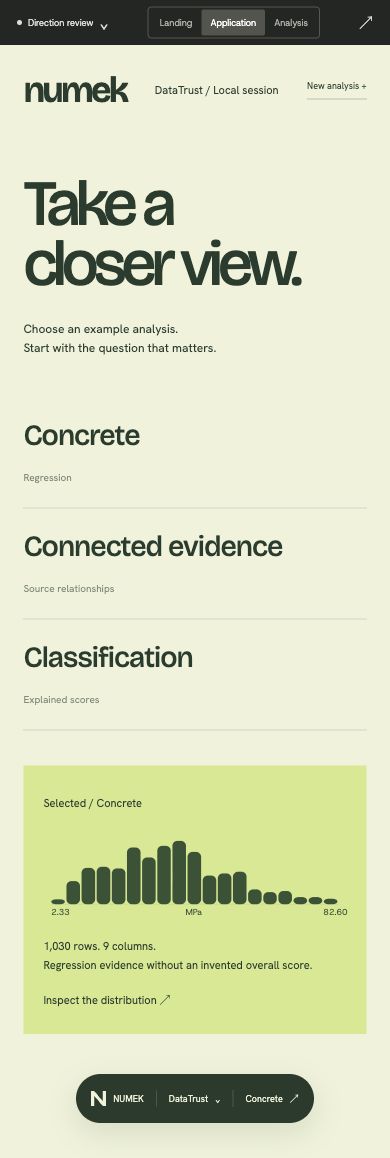 Direction review
Landing Application Analysis
numek
DataTrust / Local session
New analysis +
Take a
closer view.
Choose an example analysis.
Start with the question that matters.
Concrete
Regression
Connected evidence
Source relationships
Classification
Explained scores
Selected / Concrete
2.33 MPa 82.60
1,030 rows. 9 columns.
Regression evidence without an invented overall score.
Inspect the distribution ↗
N NUMEK DataTrust Concrete ↗